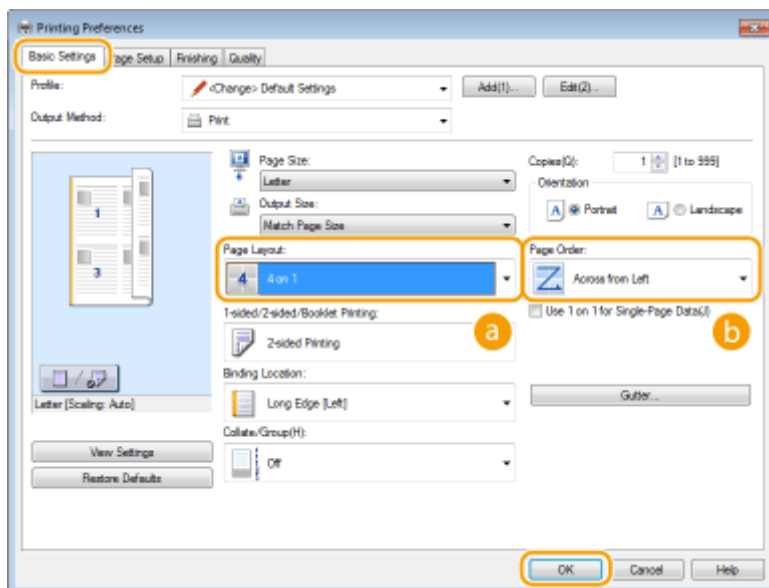 Printing Preferences
Basic Settings Page Setup Finishing Quality
Profile: <Change> Default Settings Add(1)... Edit(2)...
Output Method: Print
Page Size:
Letter
Output Size:
Match Page Size
Copies(Q): 1 [1 to 999]
Orientation
A Portrait A Landscape
1
3
Page Layout:
4 4 on 1
Page Order:
Across from Left
a
b
Use 1 on 1 for Single-Page Data(J)
1-sided/2-sided/Booklet Printing:
2-sided Printing
Letter [Scaling: Auto]
Binding Location:
Long Edge [Left]
Gutter...
Collate/Group(H):
Off
View Settings
Restore Defaults
OK Cancel Help